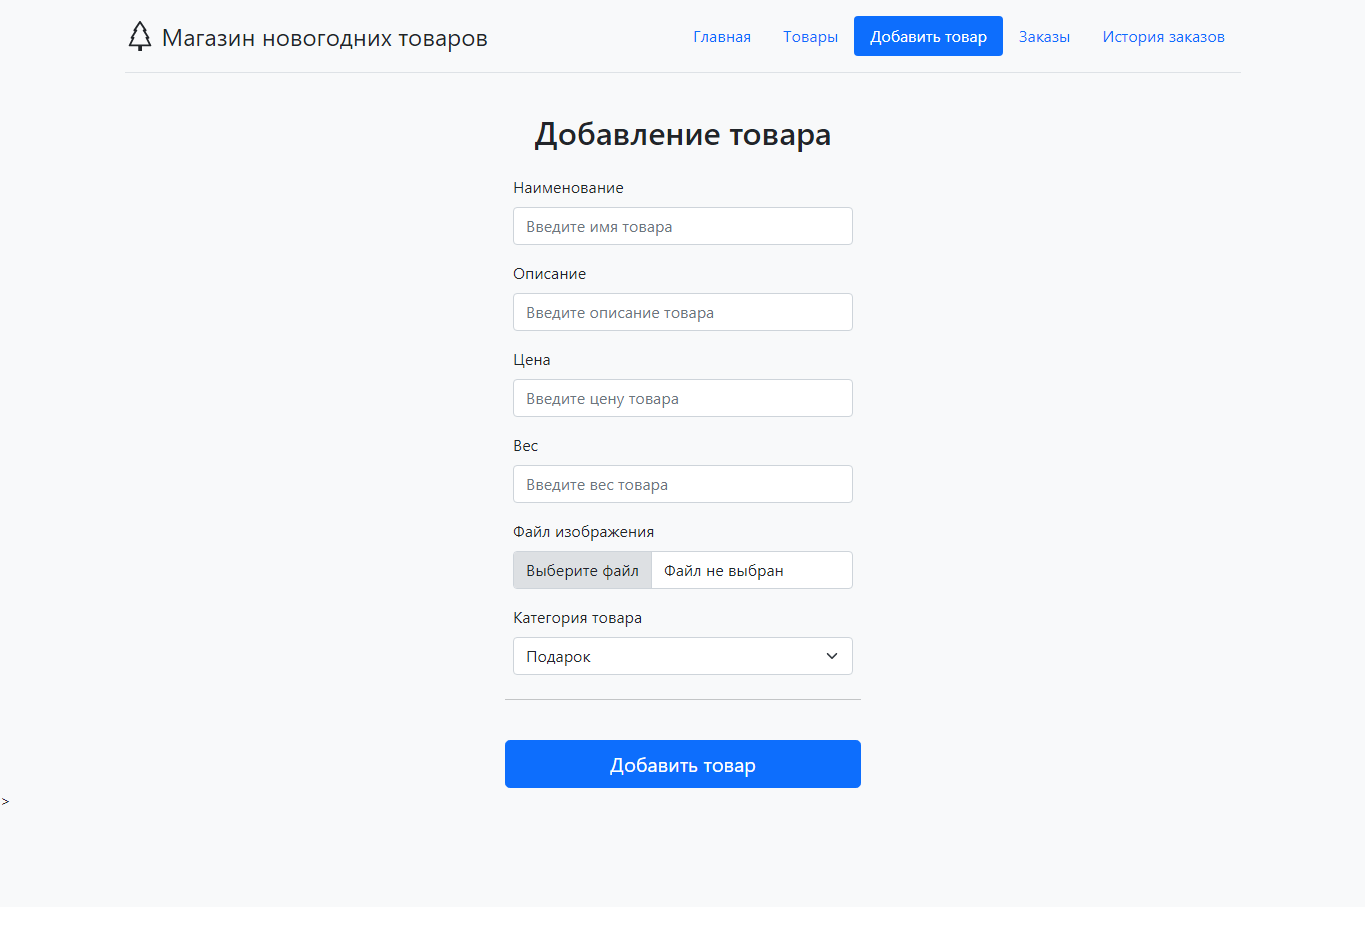 Магазин новогодних товаров
Главная
Товары
Добавить товар
Заказы
История заказов
Добавление товара
Наименование
Введите имя товара
Описание
Введите описание товара
Цена
Введите цену товара
Вес
Введите вес товара
Файл изображения
Выберите файл
Файл не выбран
Категория товара
Подарок
Добавить товар
>